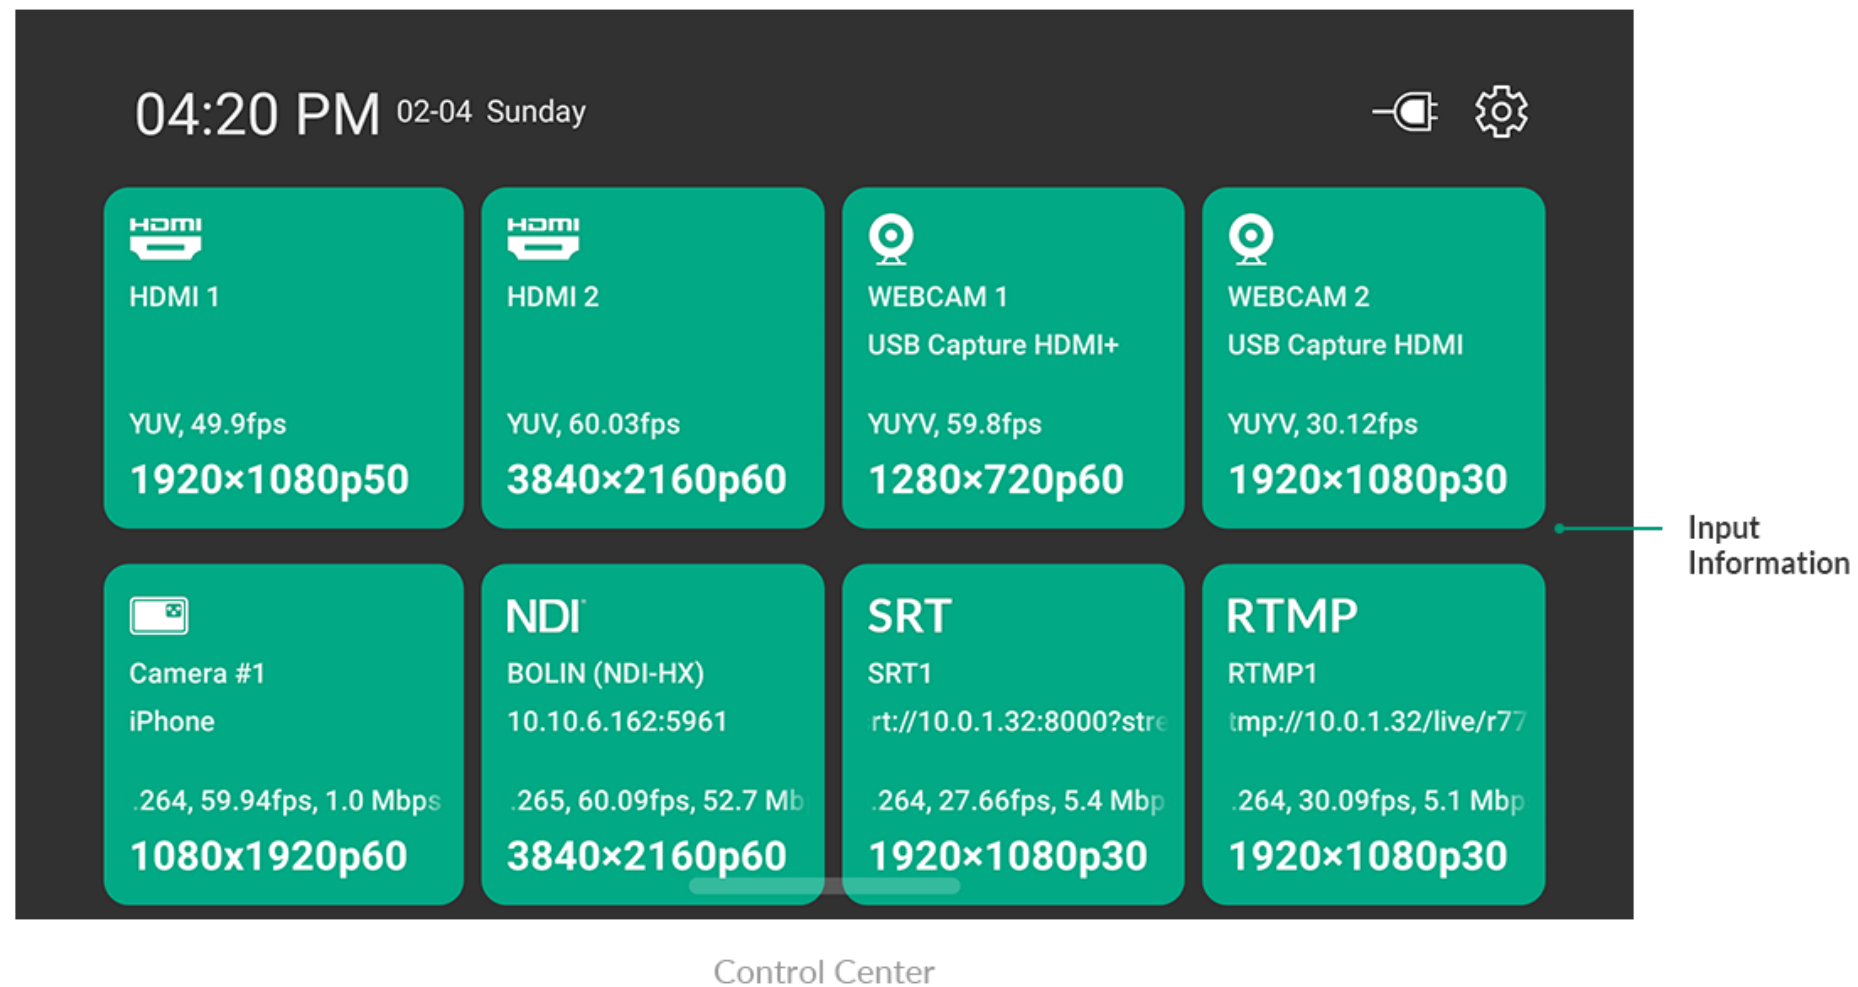 04:20 PM 02-04 Sunday
HDMI
HDMI 1
YUV, 49.9fps
1920×1080p50
HDMI
HDMI 2
YUV, 60.03fps
3840×2160p60
WEBCAM 1
USB Capture HDMI+
YUYV, 59.8fps
1280×720p60
WEBCAM 2
USB Capture HDMI
YUYV, 30.12fps
1920×1080p30
Camera #1
iPhone
.264, 59.94fps, 1.0 Mbps
1080x1920p60
NDI
BOLIN (NDI-HX)
10.10.6.162:5961
.265, 60.09fps, 52.7 Mb
3840×2160p60
SRT
SRT1
rt://10.0.1.32:8000?stre
.264, 27.66fps, 5.4 Mbp
1920×1080p30
RTMP
RTMP1
tmp://10.0.1.32/live/r77
.264, 30.09fps, 5.1 Mbp
1920×1080p30
Input
Information
Control Center